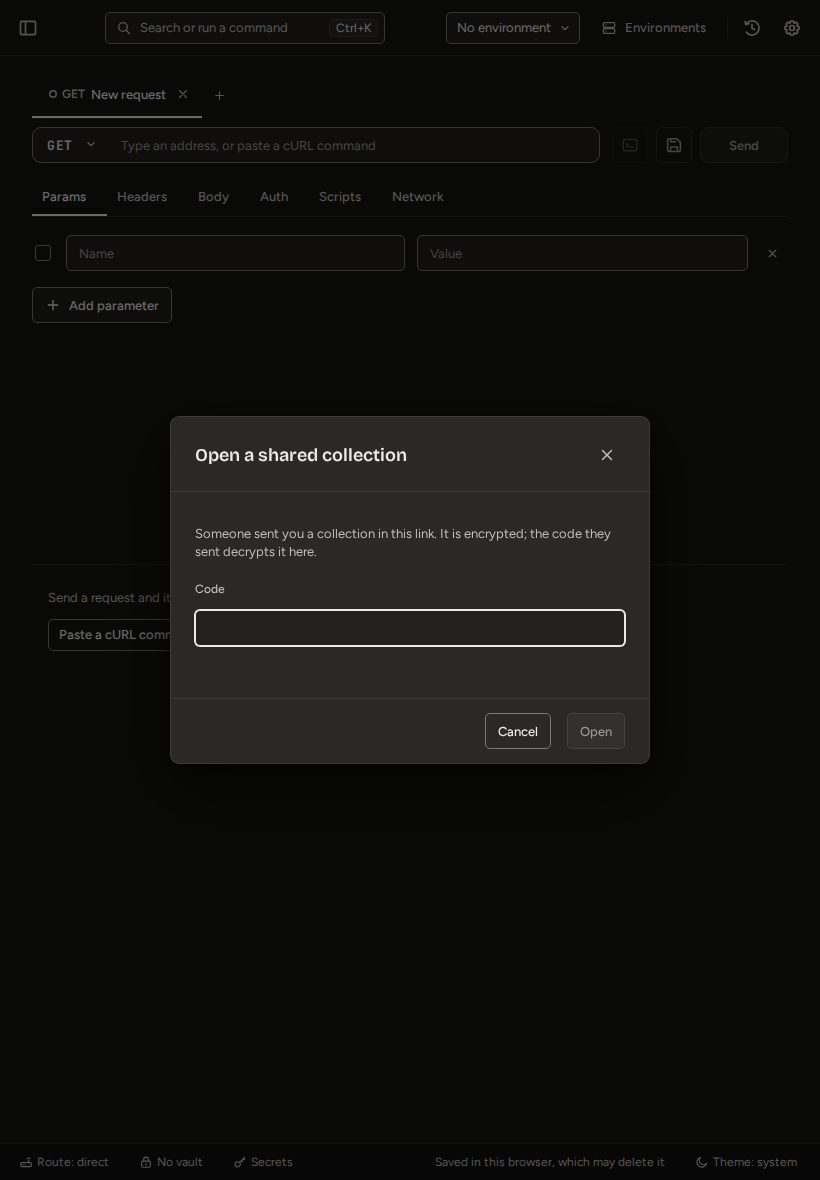 Search or run a command Ctrl+K No environment Environments
GET New request
GET Type an address, or paste a cURL command Send
Params Headers Body Auth Scripts Network
Name Value
Add parameter
Open a shared collection
Someone sent you a collection in this link. It is encrypted; the code they
sent decrypts it here.
Code
Send a request and it
Paste a cURL comm
Cancel Open
Route: direct No vault Secrets Saved in this browser, which may delete it Theme: system